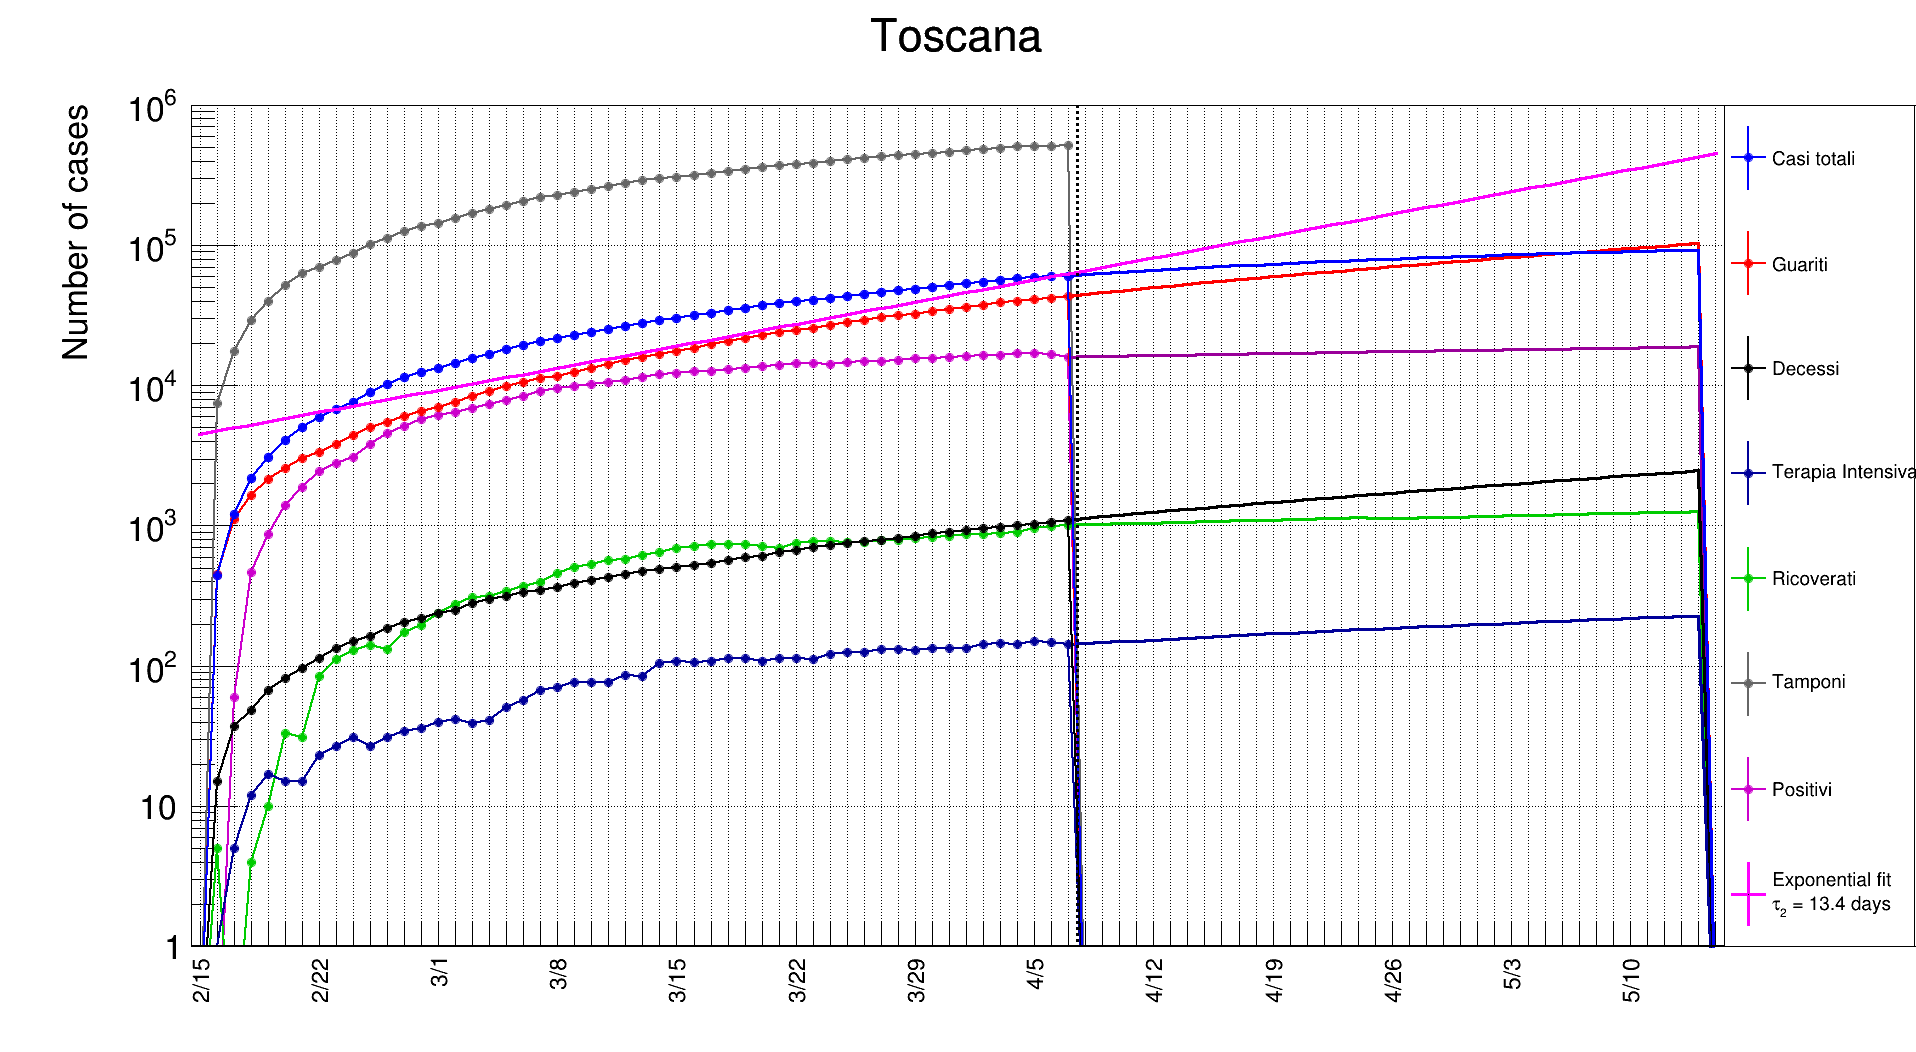 Toscana
Number of cases
10^6
10^5
10^4
10^3
10^2
10
1
2/15
2/22
3/1
3/8
3/15
3/22
3/29
4/5
4/12
4/19
4/26
5/3
5/10
Casi totali
Guariti
Decessi
Terapia Intensiva
Ricoverati
Tamponi
Positivi
Exponential fit
τ₂ = 13.4 days